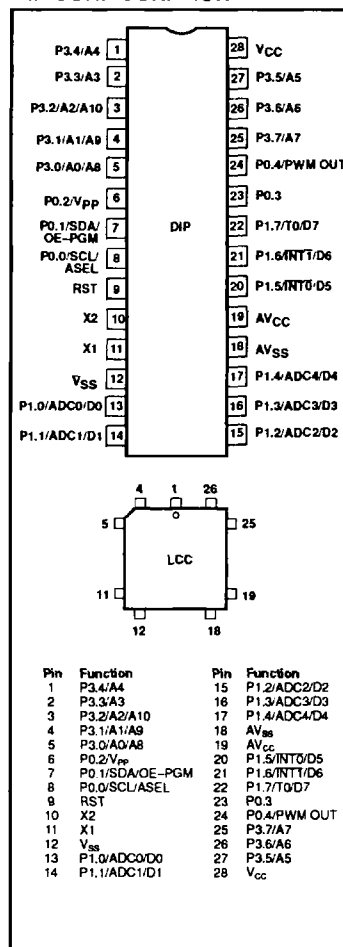 P3.4/A4 1 28 VCC
P3.3/A3 2 27 P3.5/A5
P3.2/A2/A10 3 26 P3.6/A6
P3.1/A1/A9 4 25 P3.7/A7
P3.0/A0/A8 5 24 P0.4/PWM OUT
P0.2/VPP 6 23 P0.3
P0.1/SDA/
OE–PGM 7 DIP 22 P1.7/T0/D7
P0.0/SCL/
ASEL 8 21 P1.6/INT1/D6
RST 9 20 P1.5/INT0/D5
X2 10 19 AVCC
X1 11 18 AVSS
VSS 12 17 P1.4/ADC4/D4
P1.0/ADC0/D0 13 16 P1.3/ADC3/D3
P1.1/ADC1/D1 14 15 P1.2/ADC2/D2
4 1 26
5 25
LCC
11 19
12 18
Pin Function Pin Function
1 P3.4/A4 15 P1.2/ADC2/D2
2 P3.3/A3 16 P1.3/ADC3/D3
3 P3.2/A2/A10 17 P1.4/ADC4/D4
4 P3.1/A1/A9 18 AVSS
5 P3.0/A0/A8 19 AVCC
6 P0.2/VPP 20 P1.5/INT0/D5
7 P0.1/SDA/OE-PGM 21 P1.6/INT1/D6
8 P0.0/SCL/ASEL 22 P1.7/T0/D7
9 RST 23 P0.3
10 X2 24 P0.4/PWM OUT
11 X1 25 P3.7/A7
12 VSS 26 P3.6/A6
13 P1.0/ADC0/D0 27 P3.5/A5
14 P1.1/ADC1/D1 28 VCC